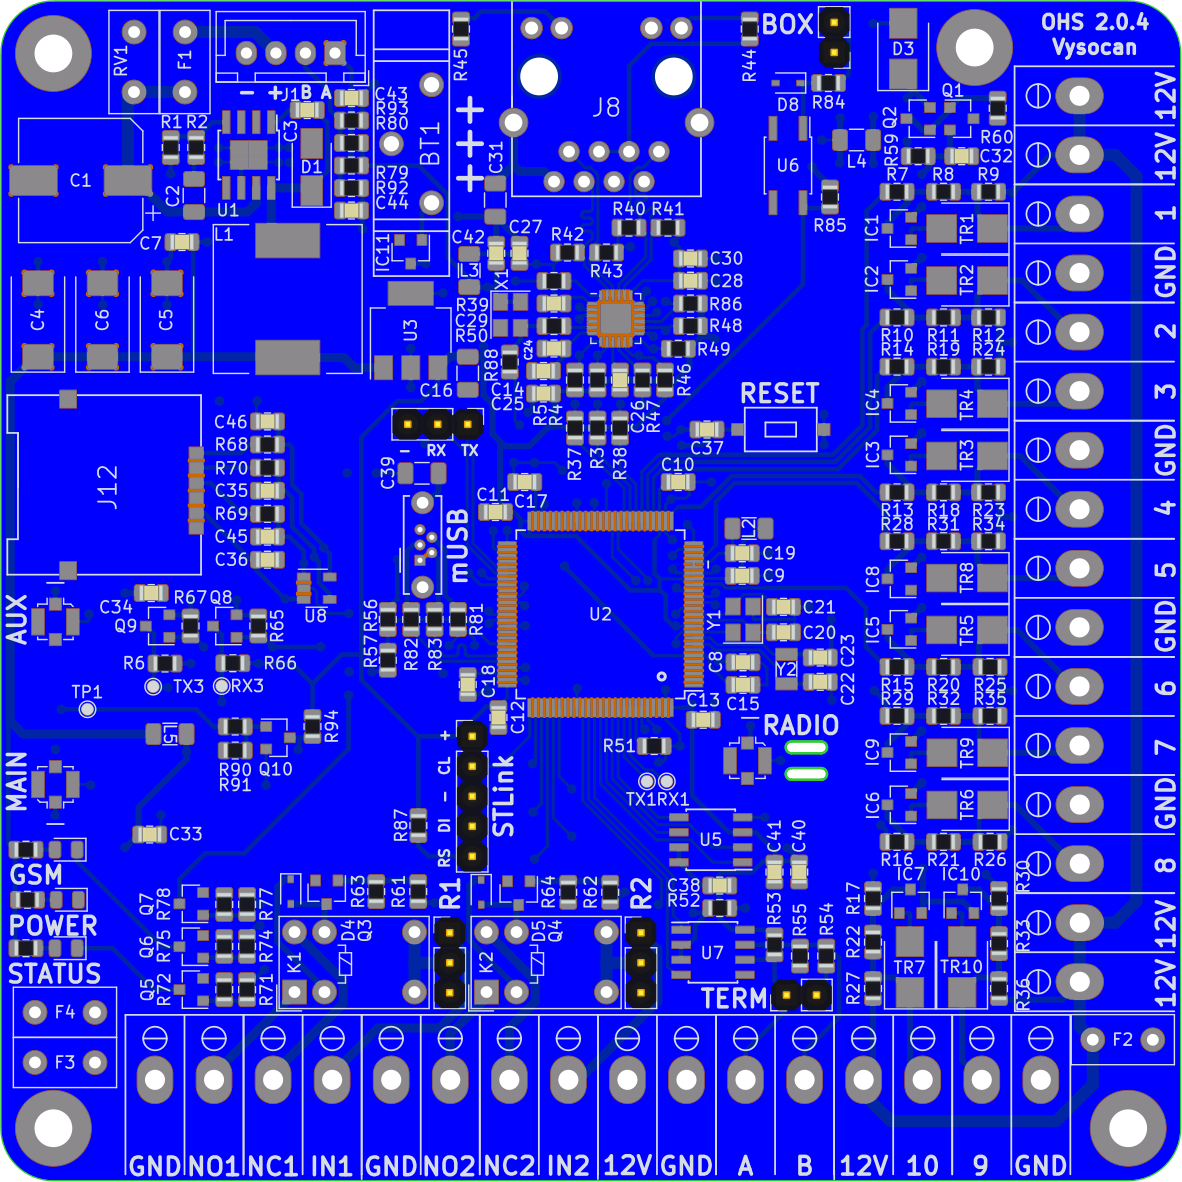 OHS 2.0.4
Vysocan
BOX
RV1
F1
- + B A
J1
C43
R93
R80
R79
R92
C44
C3
D1
R1 R2
C1
C2
U1
C7
L1
C4
C6
C5
BT1
R45
+++
C31
J8
R44
D3
D8
R84
U6
L4
R85
Q2
Q1
R59
R60
C32
R7 R8 R9
IC1
TR1
IC2
TR2
R10 R11 R12
R14 R19 R24
IC4
TR4
IC3
TR3
R13 R18 R23
R28 R31 R34
IC8
TR8
IC5
TR5
R15 R20 R25
R29 R32 R35
IC9
TR9
IC6
TR6
R16 R21 R26
IC7 IC10
R17
R22
R27
R30
R33
R36
TR7 TR10
12V
12V
1
GND
2
3
GND
4
5
GND
6
7
GND
8
12V
12V
IC11
C42
L3
C27
X1
R42
R40 R41
R43
C30
C28
R86
R48
R49
R39
C29
R50
U3
R88
C24
C16
C14
C25
R5
R4
C26
R47
R46
R37
R3
R38
RESET
C37
C10
- RX TX
C39
C17
C11
mUSB
J12
C46
R68
R70
C35
R69
C45
C36
U8
AUX
C34
Q9
R67
Q8
R65
R6
R66
TX3
RX3
TP1
L5
R94
R90
R91
Q10
MAIN
C33
R56
R57
R82
R83
R81
C18
C12
U2
L2
C19
C9
Y1
C21
C20
C8
C15
Y2
C23
C22
C13
R51
RADIO
TX1 RX1
+
CL
-
DI
RS
STLink
R87
U5
C41
C40
C38
R52
R53
R55
R54
U7
TERM
GSM
POWER
STATUS
Q7
R78
R77
Q6
R75
R74
Q5
R72
R71
R63
R61
R1
R64
R62
R2
K1
D4
Q3
K2
D5
Q4
F4
F3
F2
GND NO1 NC1 IN1 GND NO2 NC2 IN2 12V GND A B 12V 10 9 GND